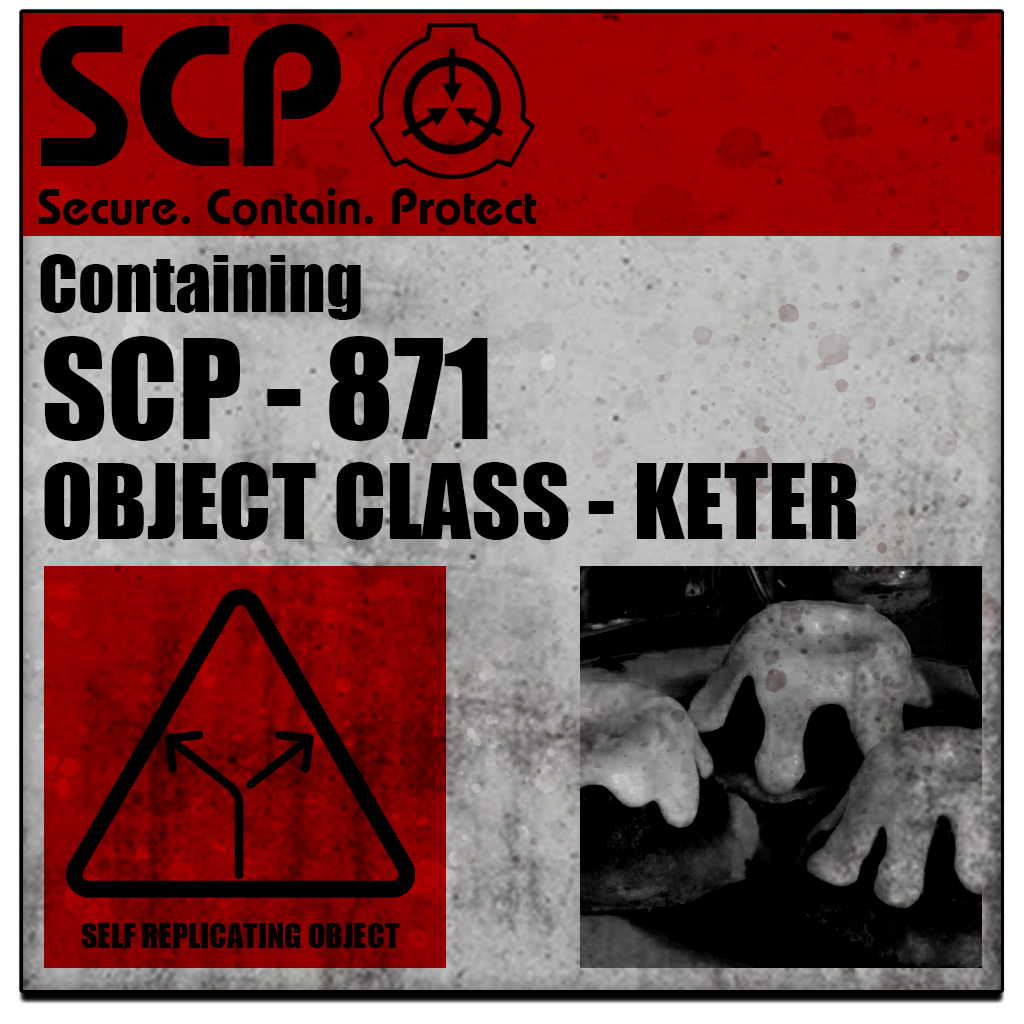 SCP
Secure. Contain. Protect
Containing
SCP - 871
OBJECT CLASS - KETER
SELF REPLICATING OBJECT